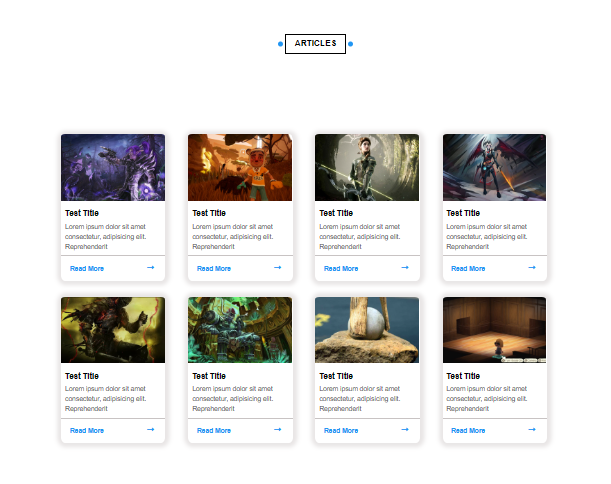 ARTICLES
Test Title
Lorem ipsum dolor sit amet
consectetur, adipisicing elit.
Reprehenderit
Read More →
Test Title
Lorem ipsum dolor sit amet
consectetur, adipisicing elit.
Reprehenderit
Read More →
Test Title
Lorem ipsum dolor sit amet
consectetur, adipisicing elit.
Reprehenderit
Read More →
Test Title
Lorem ipsum dolor sit amet
consectetur, adipisicing elit.
Reprehenderit
Read More →
Test Title
Lorem ipsum dolor sit amet
consectetur, adipisicing elit.
Reprehenderit
Read More →
Test Title
Lorem ipsum dolor sit amet
consectetur, adipisicing elit.
Reprehenderit
Read More →
Test Title
Lorem ipsum dolor sit amet
consectetur, adipisicing elit.
Reprehenderit
Read More →
Test Title
Lorem ipsum dolor sit amet
consectetur, adipisicing elit.
Reprehenderit
Read More →